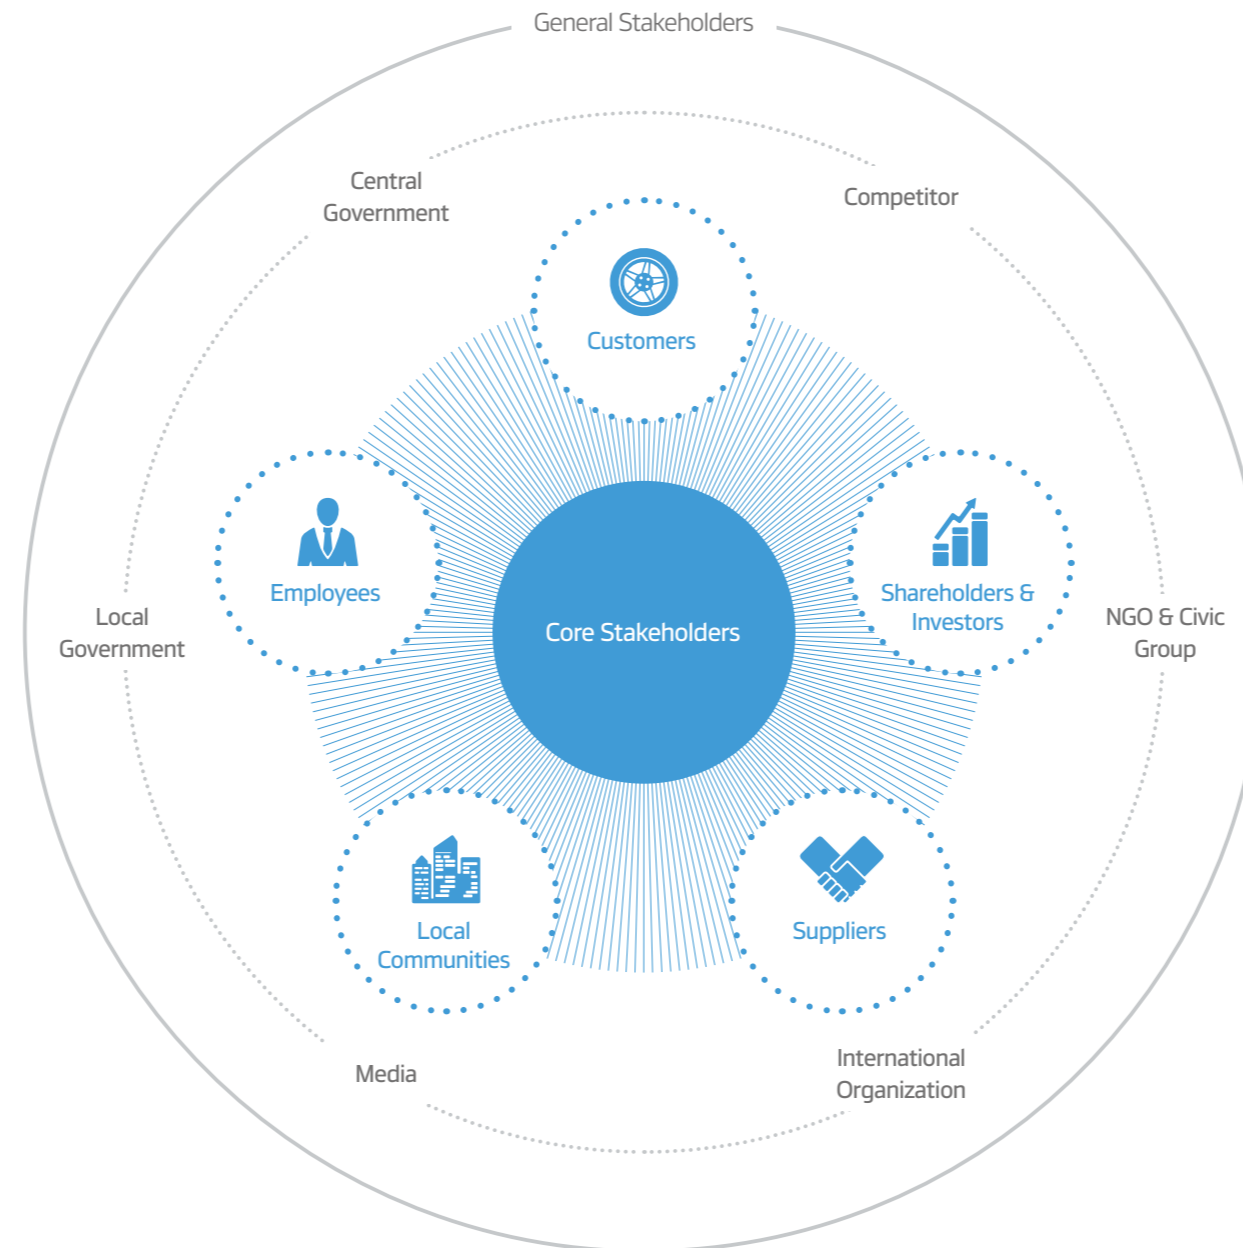 General Stakeholders
Central
Government
Competitor
Customers
Employees
Shareholders &
Investors
Local
Government
Core Stakeholders
NGO & Civic
Group
Local
Communities
Suppliers
Media
International
Organization